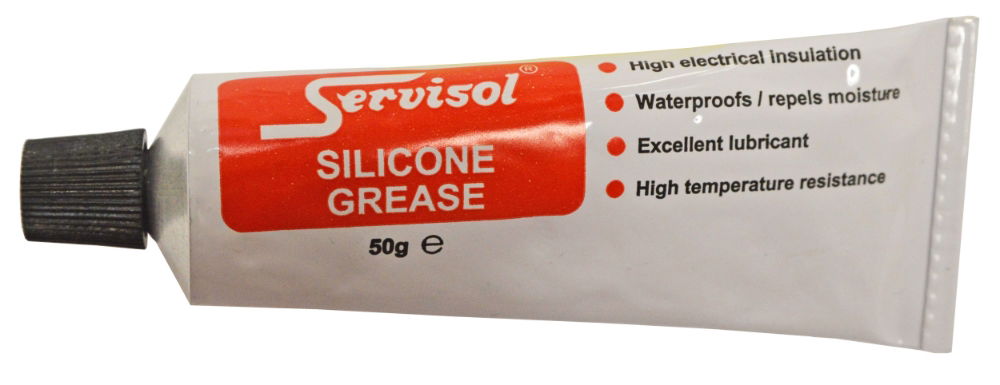 Servisol®
SILICONE
GREASE
50g ℮
• High electrical insulation
• Waterproofs / repels moisture
• Excellent lubricant
• High temperature resistance